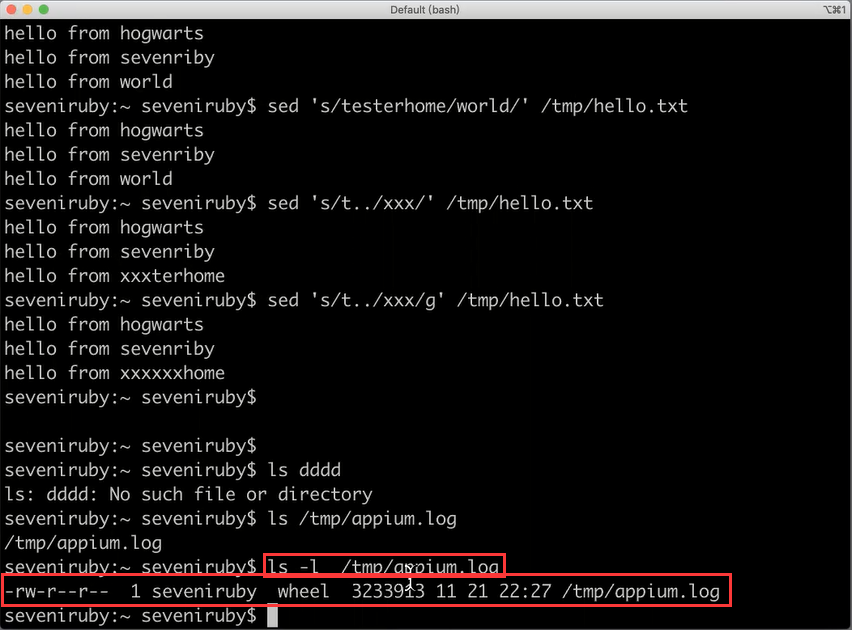 Default (bash)
⌥⌘1
hello from hogwarts
hello from sevenriby
hello from world
seveniruby:~ seveniruby$ sed 's/testerhome/world/' /tmp/hello.txt
hello from hogwarts
hello from sevenriby
hello from world
seveniruby:~ seveniruby$ sed 's/t../xxx/' /tmp/hello.txt
hello from hogwarts
hello from sevenriby
hello from xxxterhome
seveniruby:~ seveniruby$ sed 's/t../xxx/g' /tmp/hello.txt
hello from hogwarts
hello from sevenriby
hello from xxxxxxhome
seveniruby:~ seveniruby$
seveniruby:~ seveniruby$
seveniruby:~ seveniruby$ ls dddd
ls: dddd: No such file or directory
seveniruby:~ seveniruby$ ls /tmp/appium.log
/tmp/appium.log
seveniruby:~ seveniruby$ ls -l  /tmp/appium.log
-rw-r--r--  1 seveniruby  wheel  3233913 11 21 22:27 /tmp/appium.log
seveniruby:~ seveniruby$